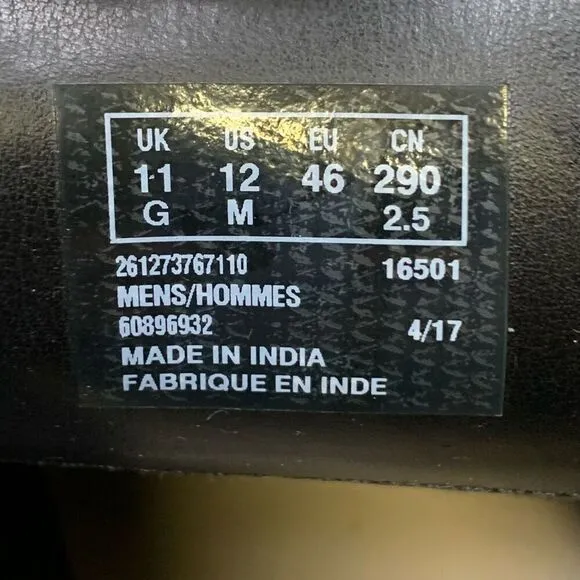 UK US EU CN
11 12 46 290
G M 2.5
261273767110 16501
MENS/HOMMES
60896932 4/17
MADE IN INDIA
FABRIQUE EN INDE